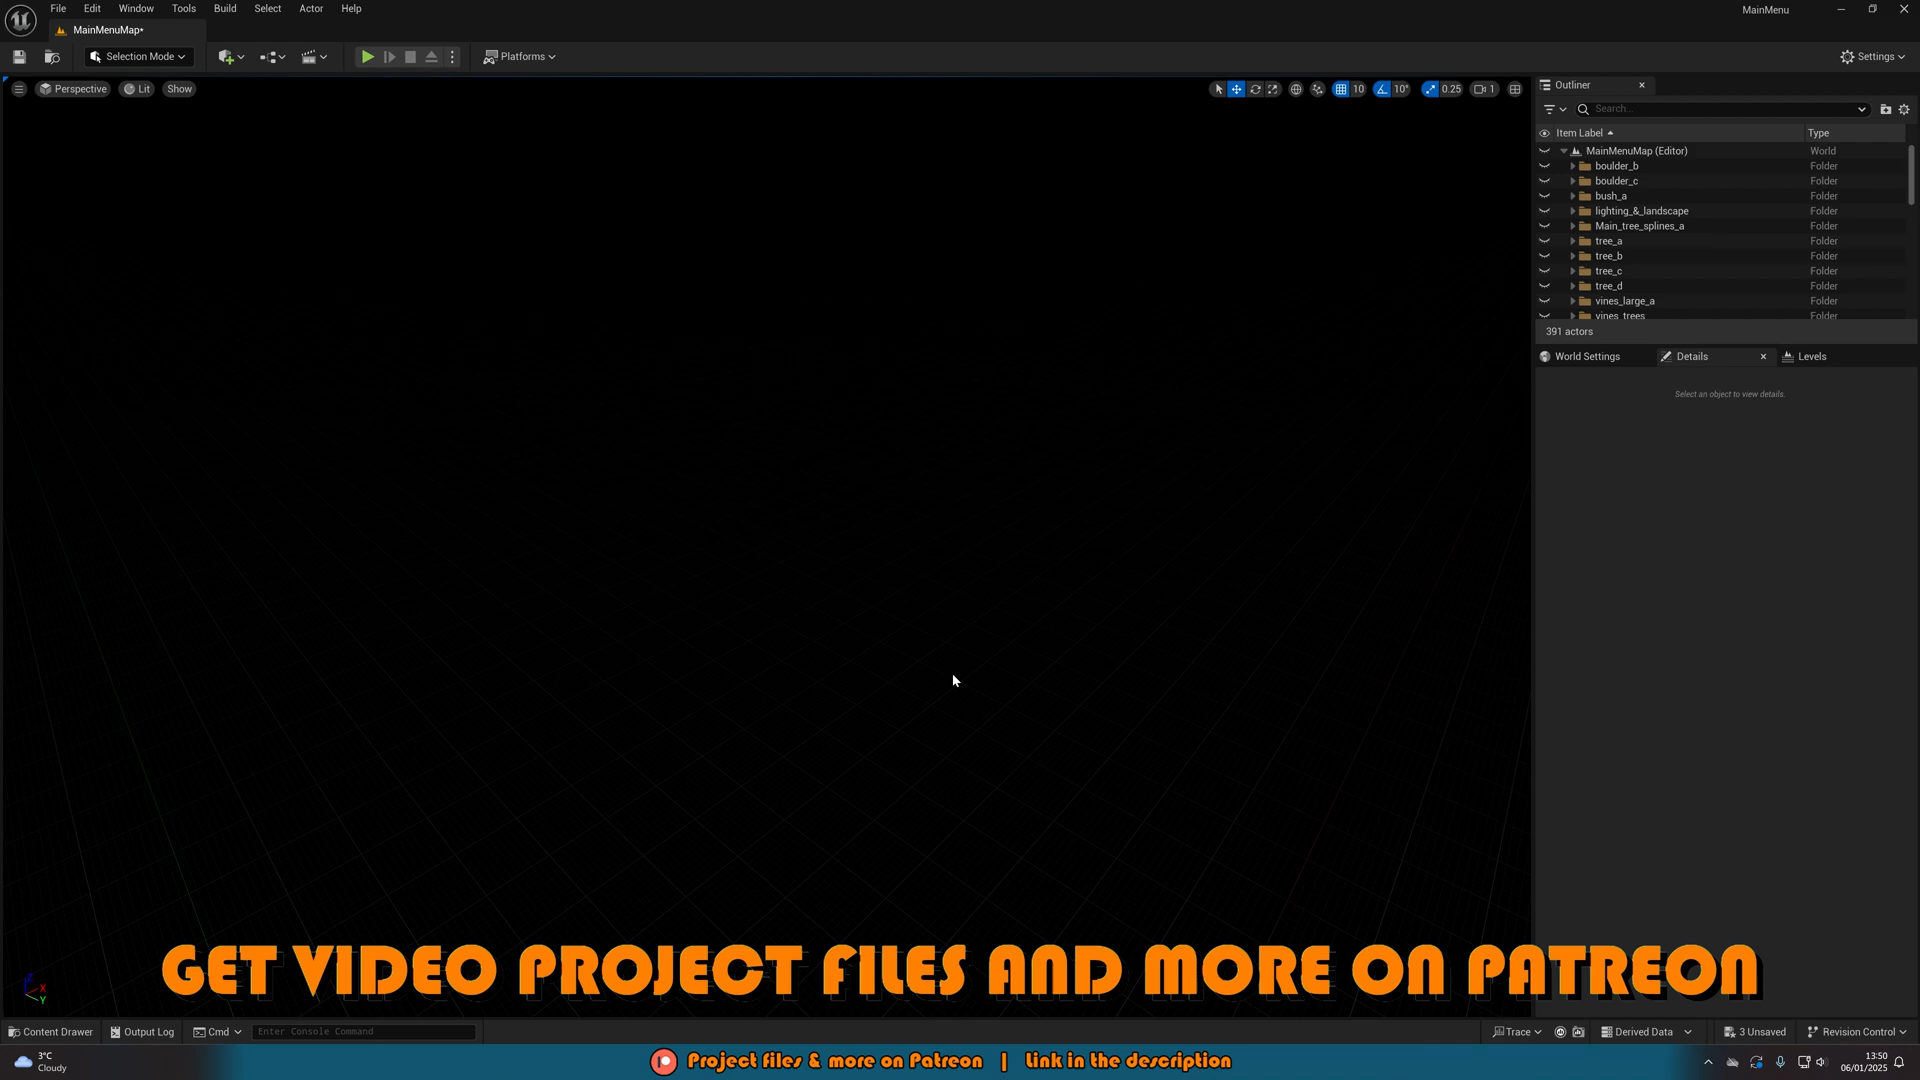 File Edit Window Tools Build Select Actor Help MainMenu
MainMenuMap*
Selection Mode Platforms Settings
Perspective Lit Show 10 10° 0.25 1
Outliner
Search...
Item Label Type
MainMenuMap (Editor) World
boulder_b Folder
boulder_c Folder
bush_a Folder
lighting_&_landscape Folder
Main_tree_splines_a Folder
tree_a Folder
tree_b Folder
tree_c Folder
tree_d Folder
vines_large_a Folder
vines_trees Folder
391 actors
World Settings Details Levels
Select an object to view details.
X
Y
GET VIDEO PROJECT FILES AND MORE ON PATREON
Content Drawer Output Log Cmd Enter Console Command Trace Derived Data 3 Unsaved Revision Control
3°C
Cloudy
Project files & more on Patreon | Link in the description
13:50
06/01/2025